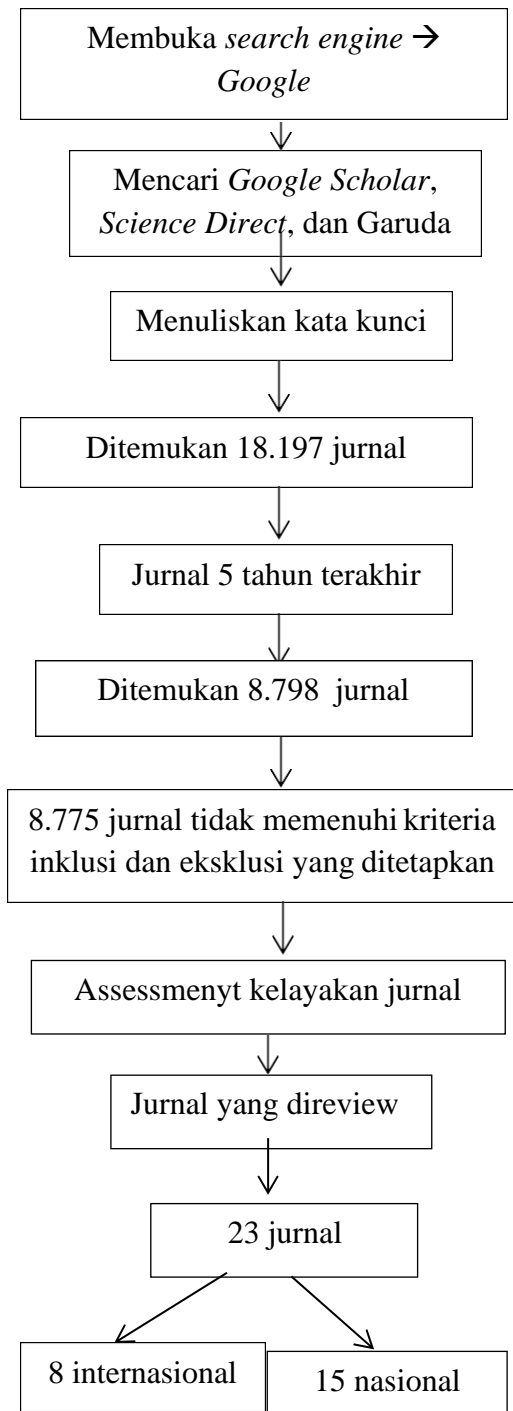 Membuka search engine →
Google
Mencari Google Scholar,
Science Direct, dan Garuda
Menuliskan kata kunci
Ditemukan 18.197 jurnal
Jurnal 5 tahun terakhir
Ditemukan 8.798 jurnal
8.775 jurnal tidak memenuhi kriteria
inklusi dan eksklusi yang ditetapkan
Assessmenyt kelayakan jurnal
Jurnal yang direview
23 jurnal
8 internasional
15 nasional